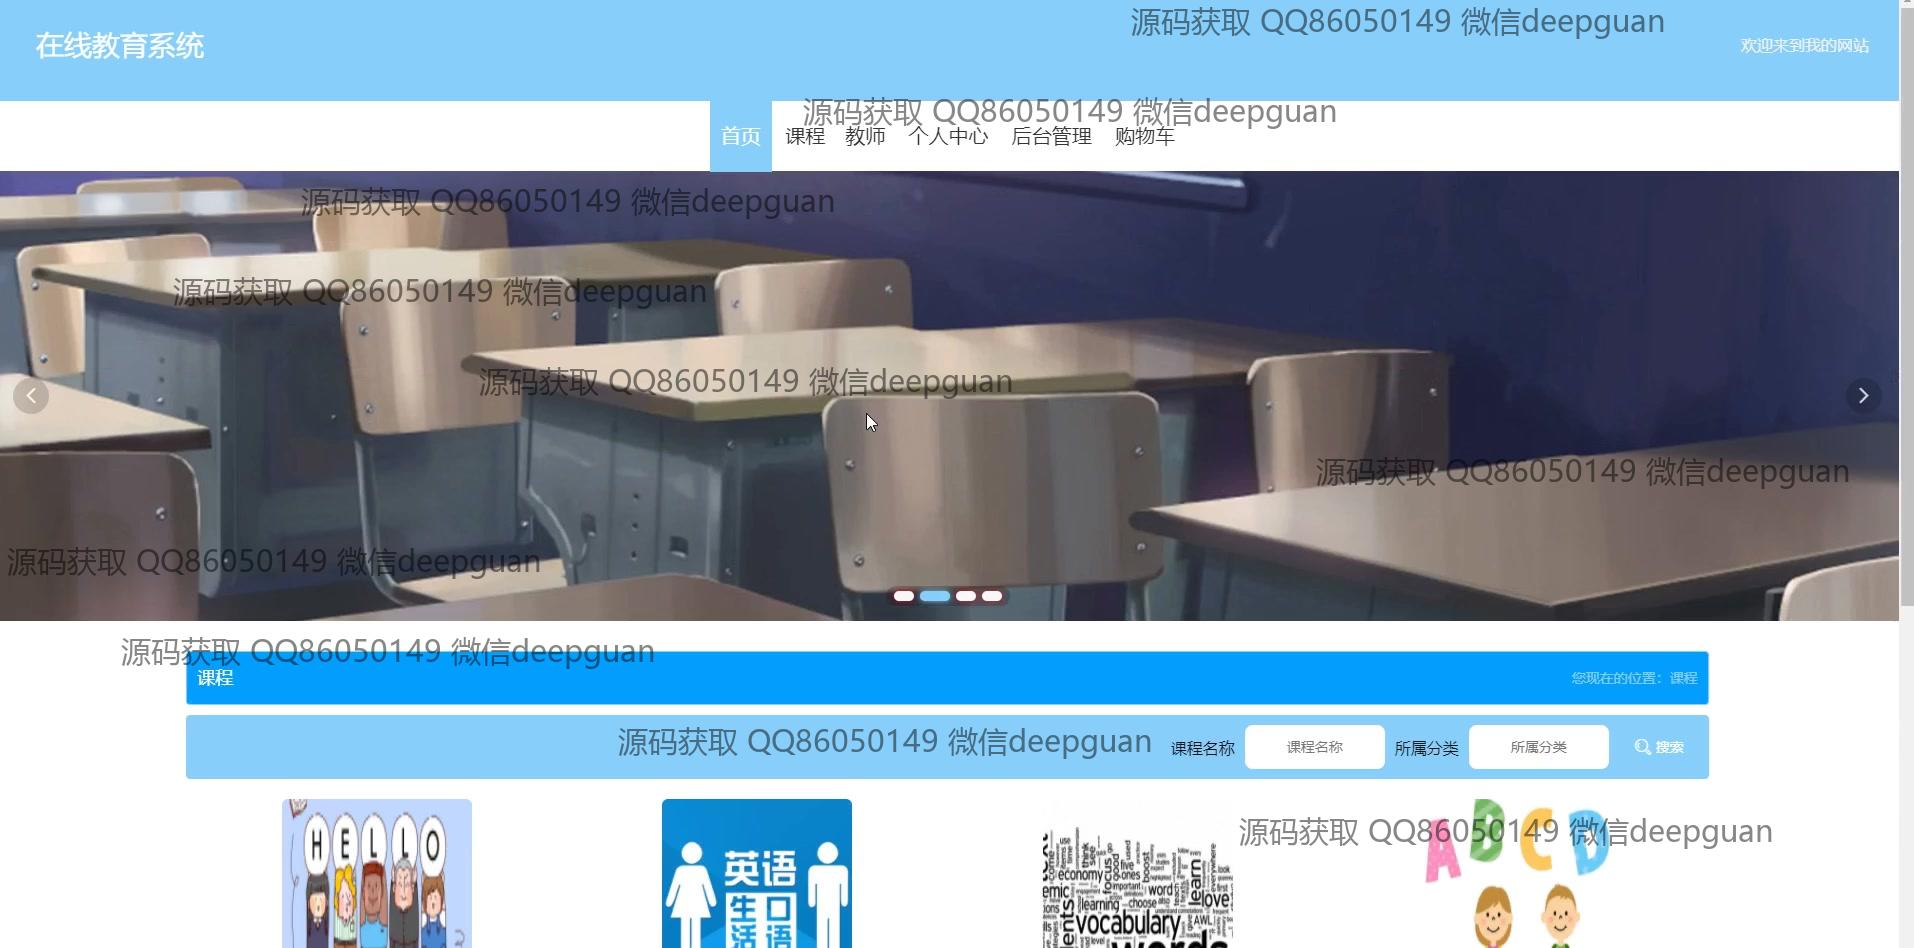 源码获取 QQ86050149 微信deepguan
在线教育系统
欢迎来到我的网站
源码获取 QQ86050149 微信deepguan
首页 课程 教师 个人中心 后台管理 购物车
源码获取 QQ86050149 微信deepguan
源码获取 QQ86050149 微信deepguan
源码获取 QQ86050149 微信deepguan
源码获取 QQ86050149 微信deepguan
源码获取 QQ86050149 微信deepguan
源码获取 QQ86050149 微信deepguan
课程
您现在的位置：课程
源码获取 QQ86050149 微信deepguan
课程名称 课程名称 所属分类 所属分类 搜索
源码获取 QQ86050149 微信deepguan
HELLO
英语
生 口
活 语
economy
learning
choose
word
learn
love
vocabulary
words
ABCD